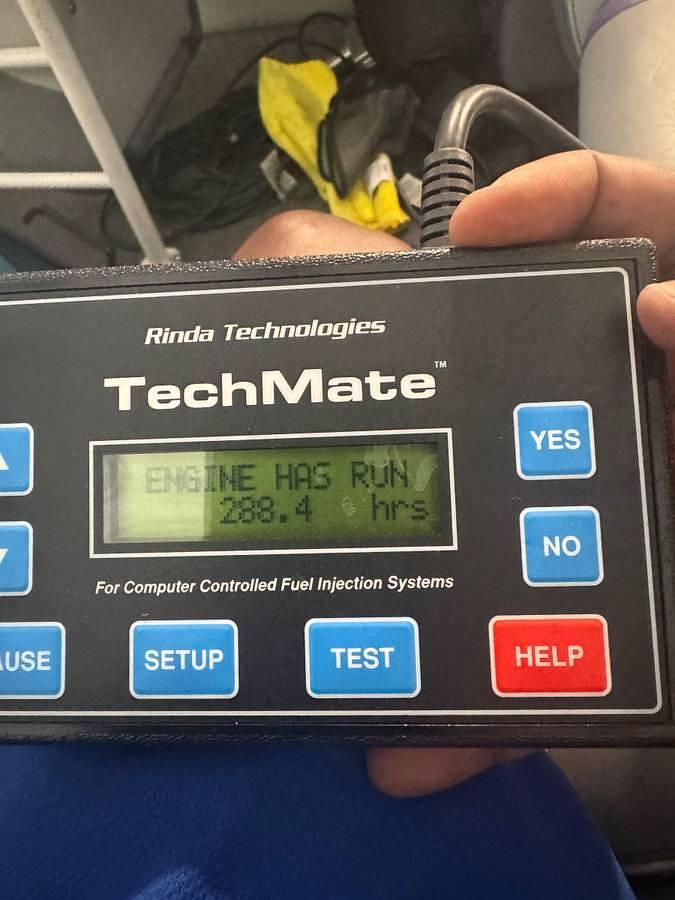 Rinda Technologies
TechMate™
YES
ENGINE HAS RUN
288.4 hrs
NO
For Computer Controlled Fuel Injection Systems
AUSE
SETUP
TEST
HELP